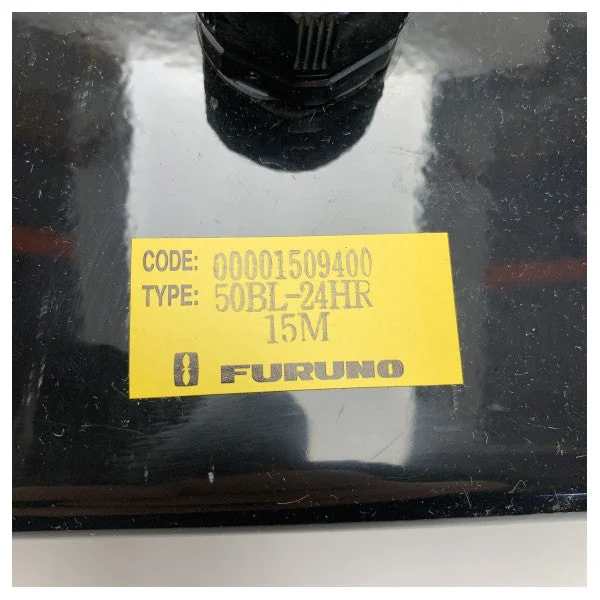 CODE: 00001509400
TYPE: 50BL-24HR
15M
FURUNO